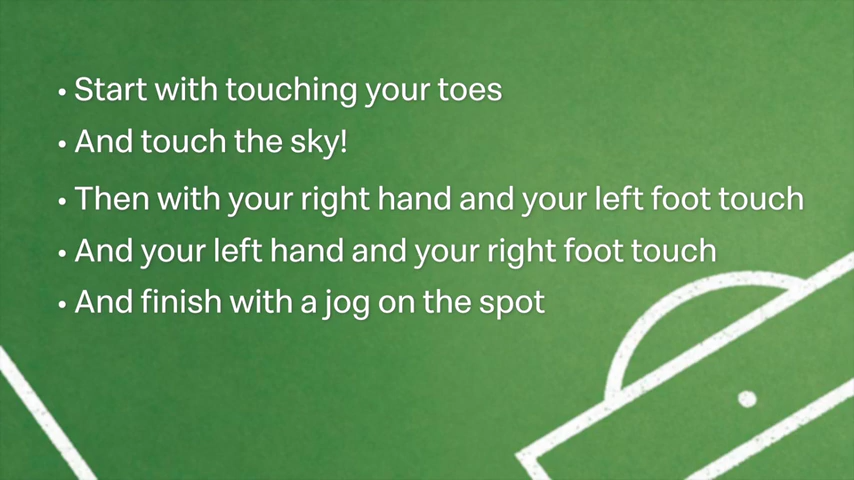 • Start with touching your toes
• And touch the sky!
• Then with your right hand and your left foot touch
• And your left hand and your right foot touch
• And finish with a jog on the spot